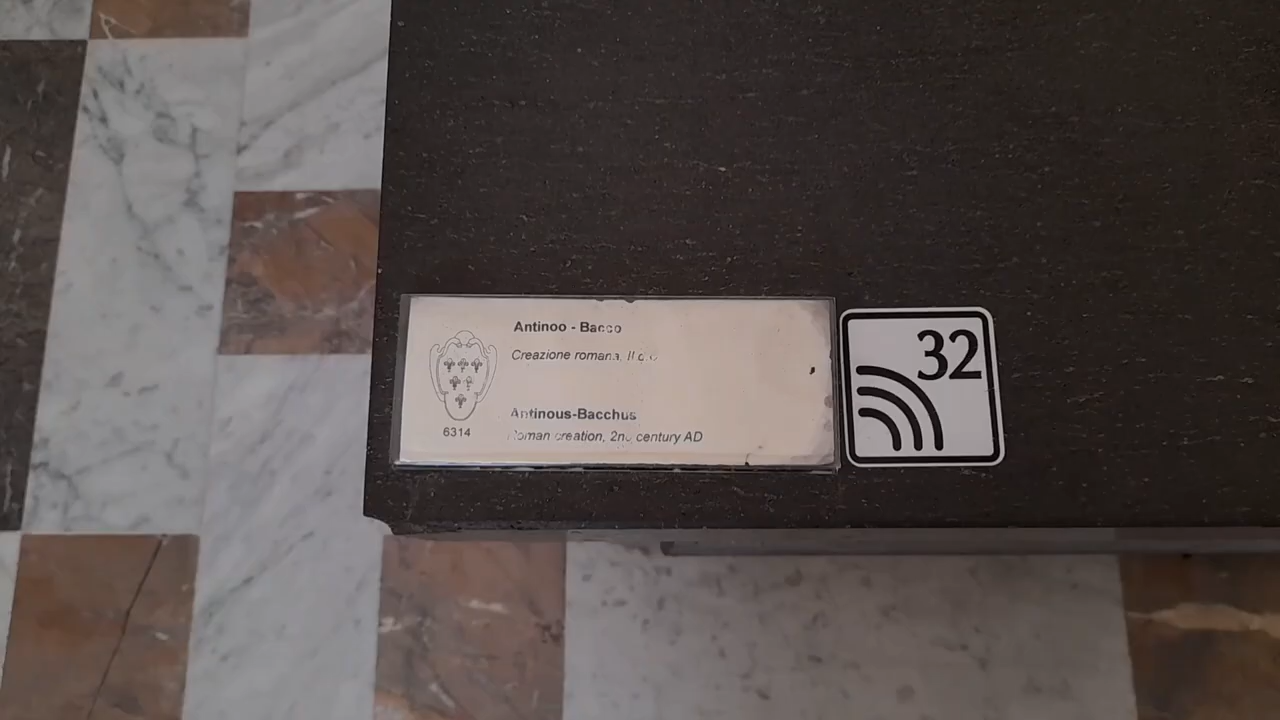 Antinoo - Bacco
Creazione romana, II d.C.
Antinous-Bacchus
Roman creation, 2nd century AD
6314
32